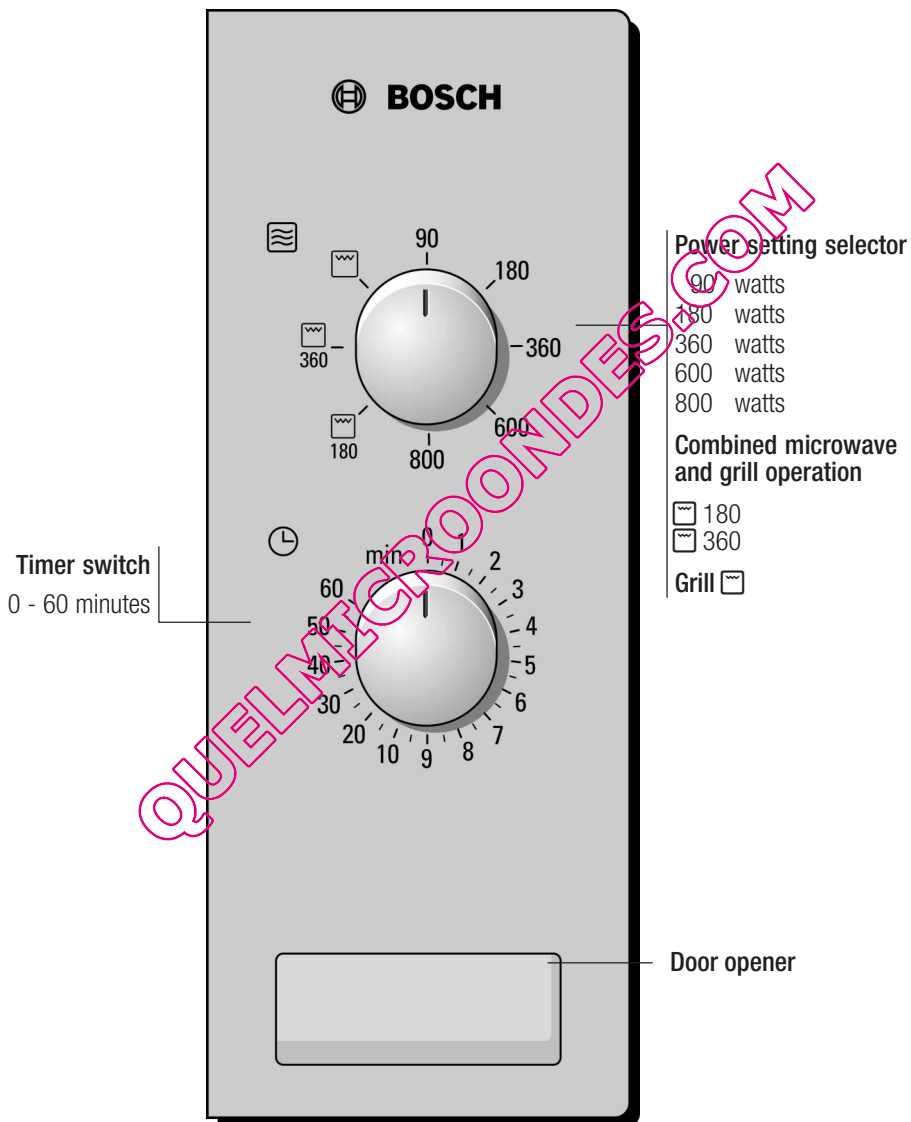 BOSCH
90
180
360
600
800
180
360
min
0
1
2
3
4
5
6
7
8
9
10
20
30
40
50
60
Timer switch
0 - 60 minutes
Power setting selector
90 watts
180 watts
360 watts
600 watts
800 watts
Combined microwave
and grill operation
180
360
Grill
Door opener
QUELMICROONDES.COM